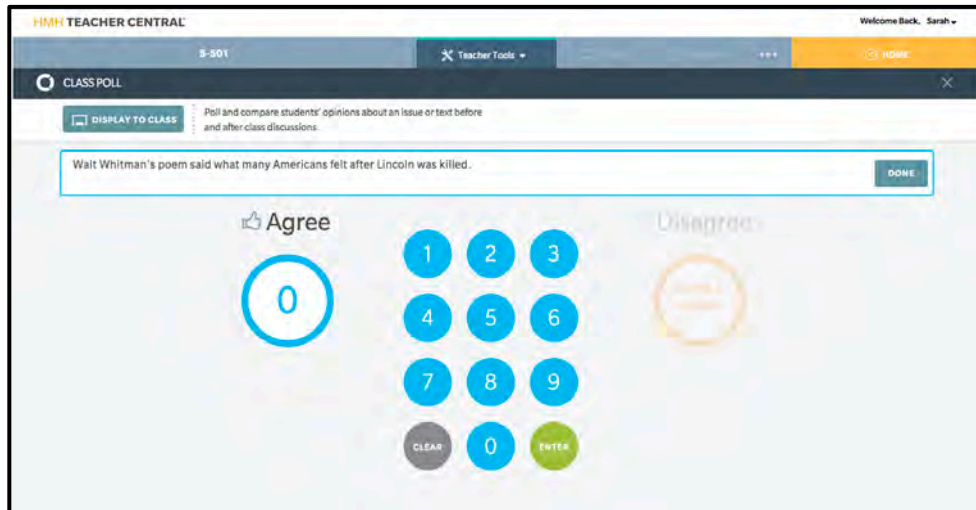 HMH TEACHER CENTRAL
Welcome Back, Sarah
S-501
Teacher Tools
HOME
CLASS POLL
DISPLAY TO CLASS
Poll and compare students' opinions about an issue or text before
and after class discussions
Walt Whitman's poem said what many Americans felt after Lincoln was killed.
DONE
Agree
Disagree
0
1 2 3
4 5 6
7 8 9
CLEAR 0 ENTER